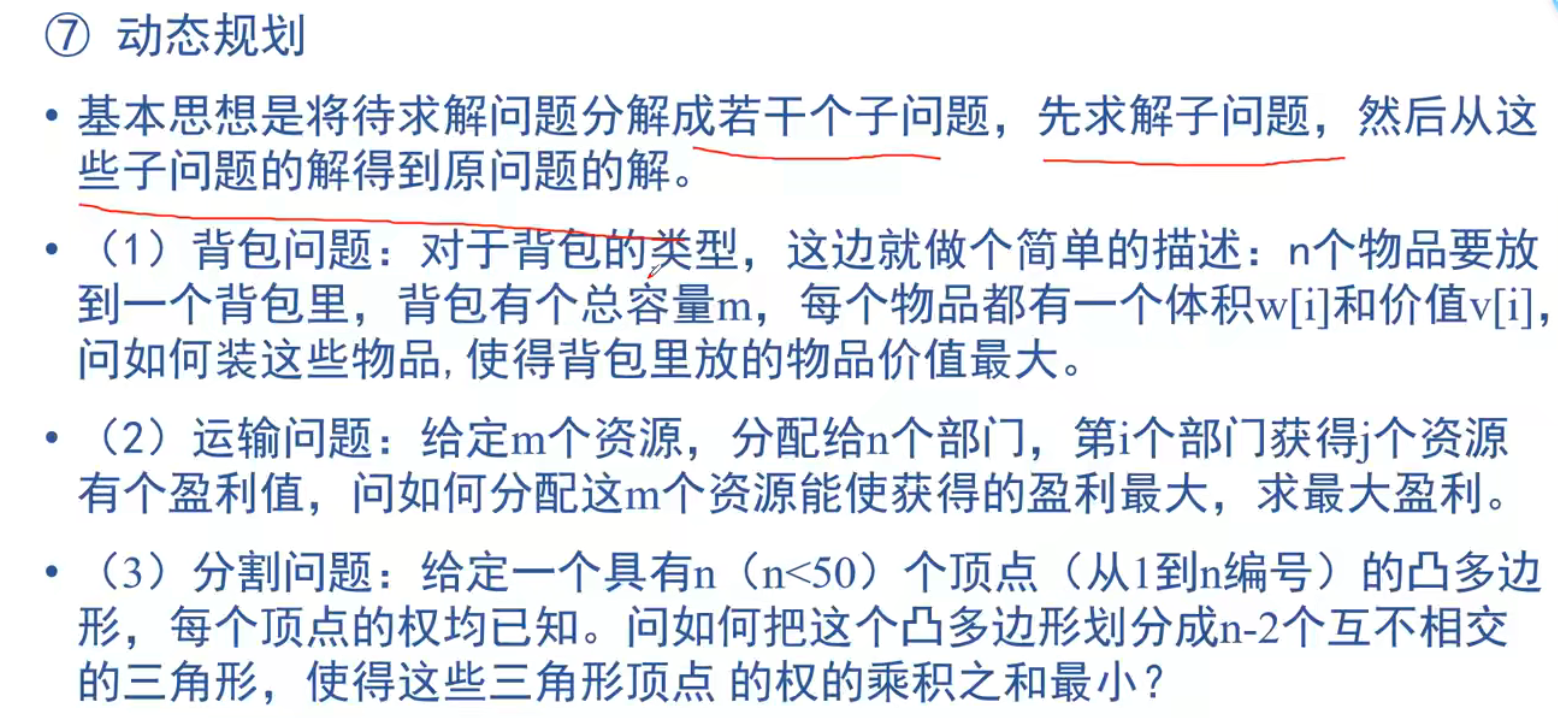 ⑦ 动态规划
• 基本思想是将待求解问题分解成若干个子问题，先求解子问题，然后从这
些子问题的解得到原问题的解。
• （1）背包问题：对于背包的类型，这边就做个简单的描述：n个物品要放
到一个背包里，背包有个总容量m，每个物品都有一个体积w[i]和价值v[i]，
问如何装这些物品,使得背包里放的物品价值最大。
• （2）运输问题：给定m个资源，分配给n个部门，第i个部门获得j个资源
有个盈利值，问如何分配这m个资源能使获得的盈利最大，求最大盈利。
• （3）分割问题：给定一个具有n（n<50）个顶点（从1到n编号）的凸多边
形，每个顶点的权均已知。问如何把这个凸多边形划分成n-2个互不相交
的三角形，使得这些三角形顶点 的权的乘积之和最小？